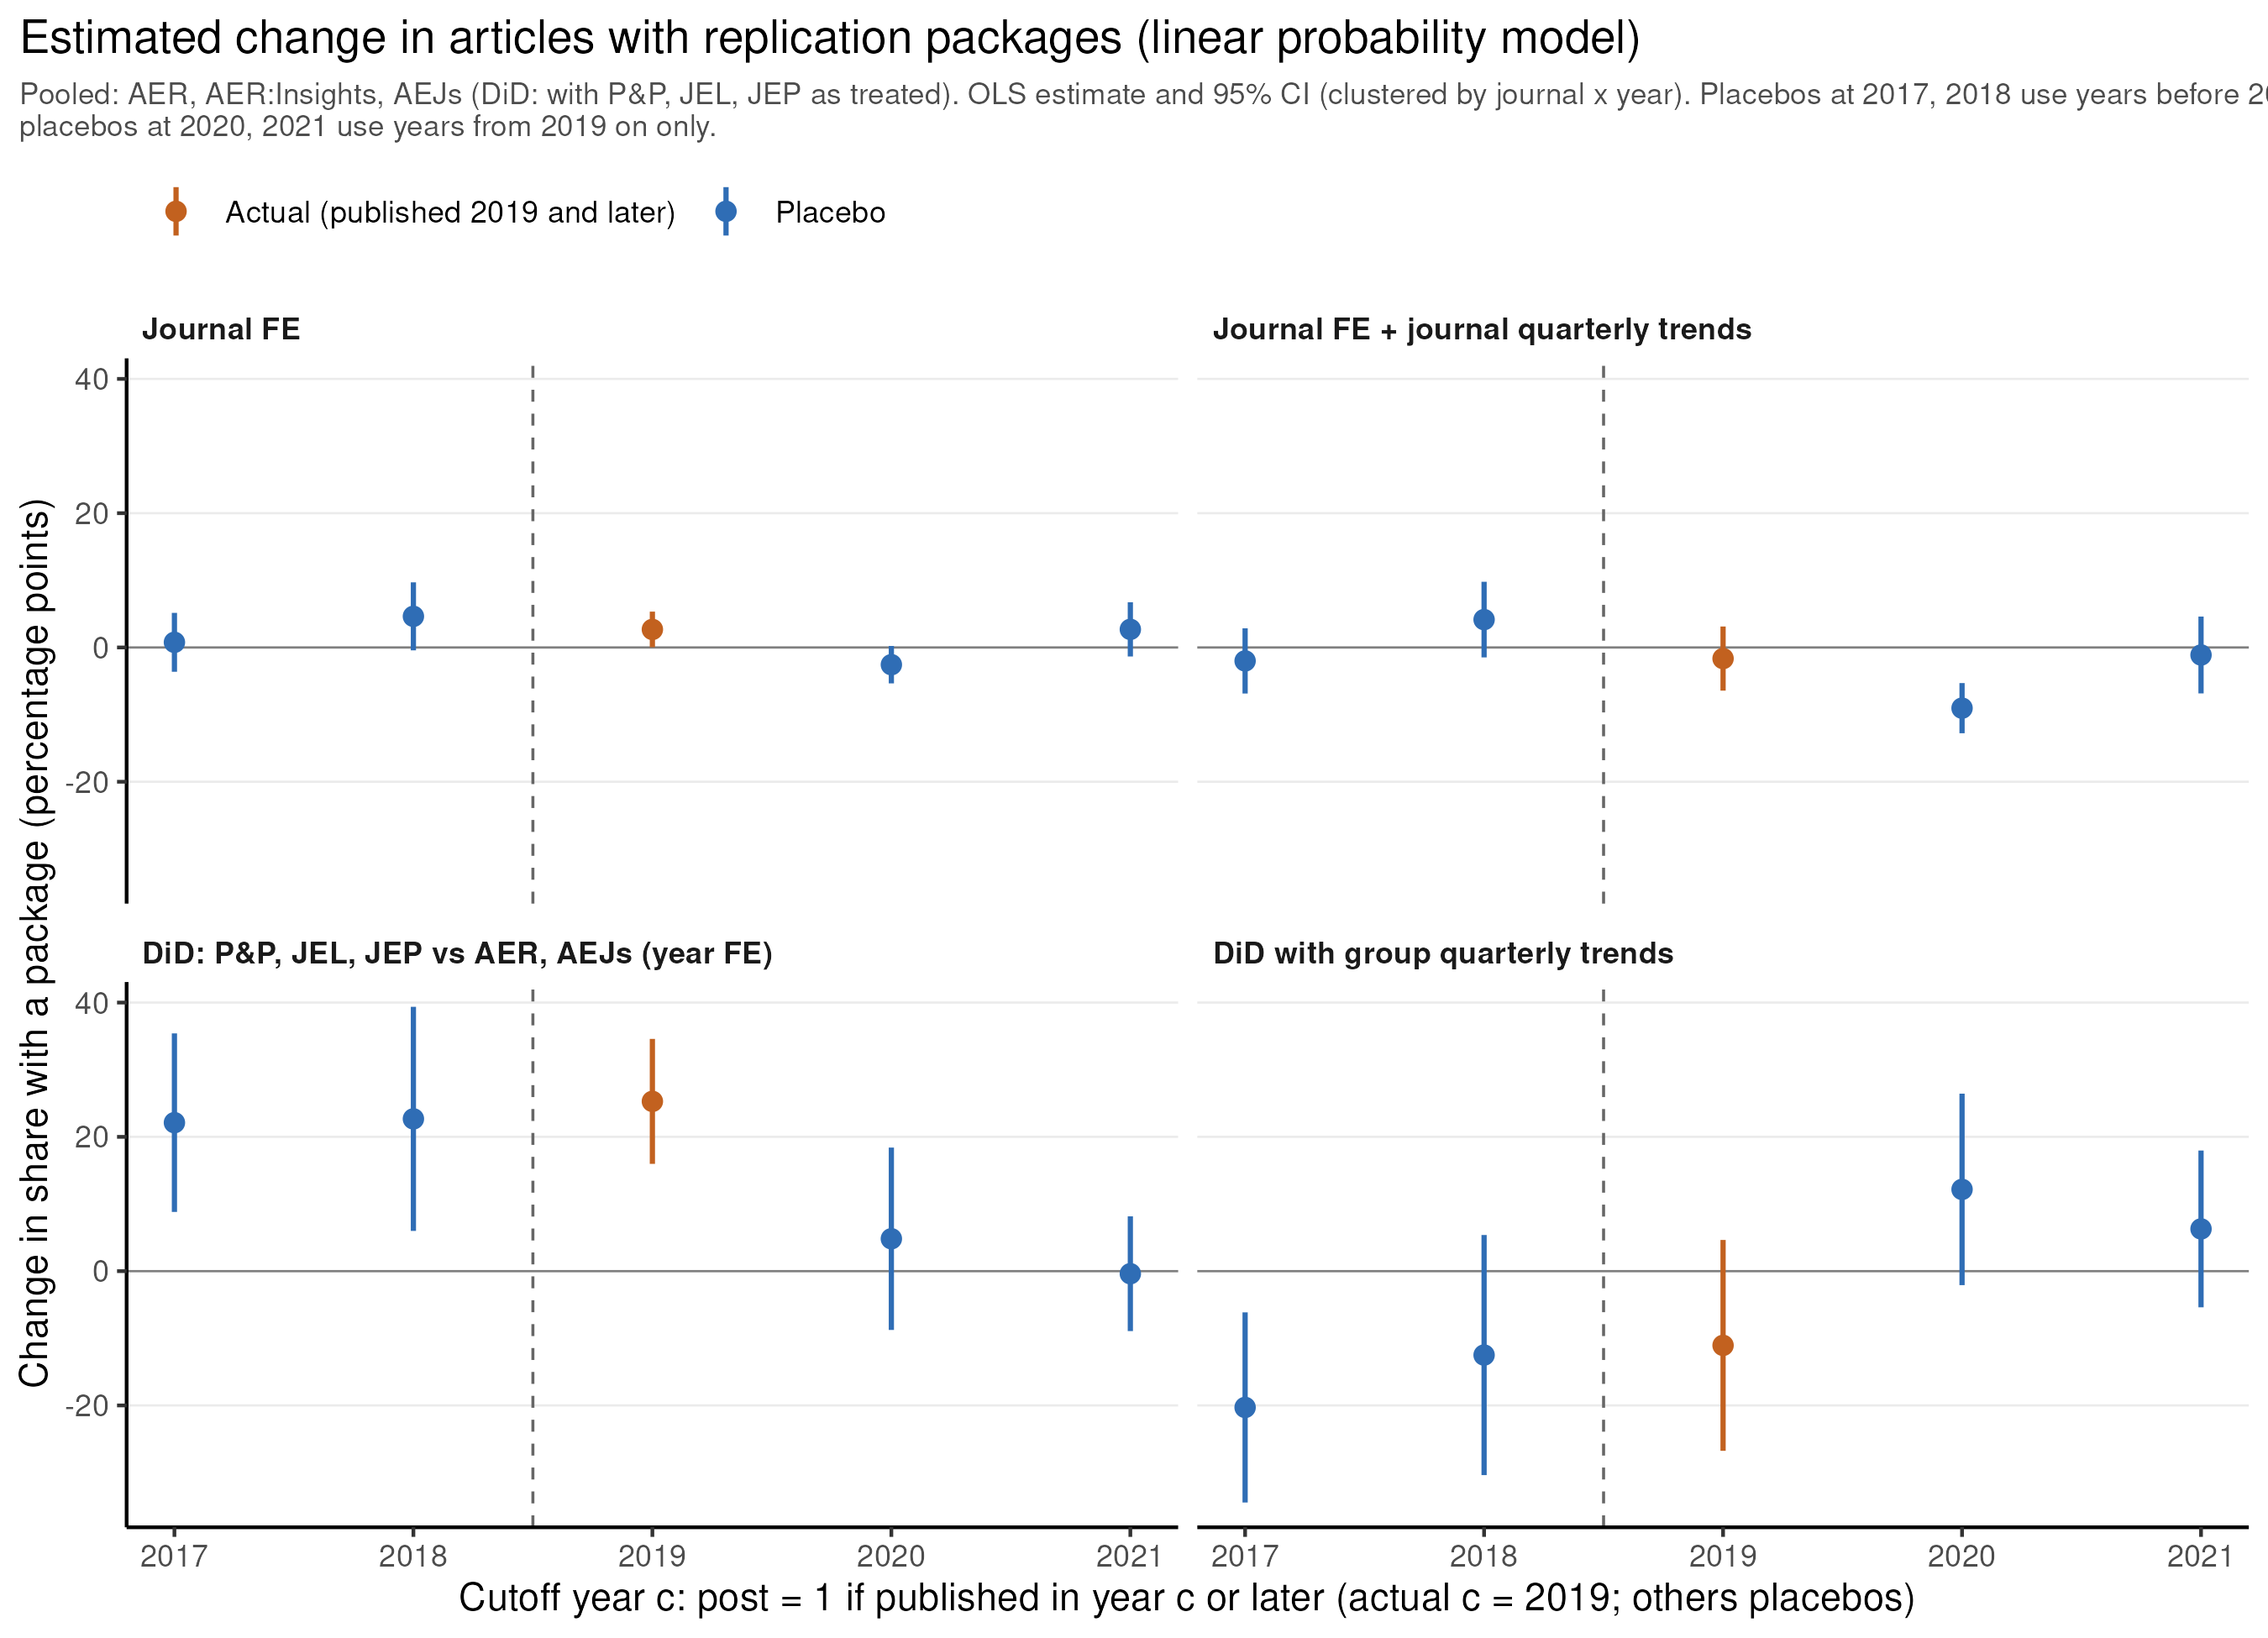 Estimated change in articles with replication packages (linear probability model)
Pooled: AER, AER:Insights, AEJs (DiD: with P&P, JEL, JEP as treated). OLS estimate and 95% CI (clustered by journal x year). Placebos at 2017, 2018 use years before
placebos at 2020, 2021 use years from 2019 on only.
Actual (published 2019 and later)
Placebo
Journal FE
Journal FE + journal quarterly trends
40
20
0
-20
DiD: P&P, JEL, JEP vs AER, AEJs (year FE)
DiD with group quarterly trends
40
20
0
-20
Change in share with a package (percentage points)
2017 2018 2019 2020 2021
2017 2018 2019 2020 2021
Cutoff year c: post = 1 if published in year c or later (actual c = 2019; others placebos)